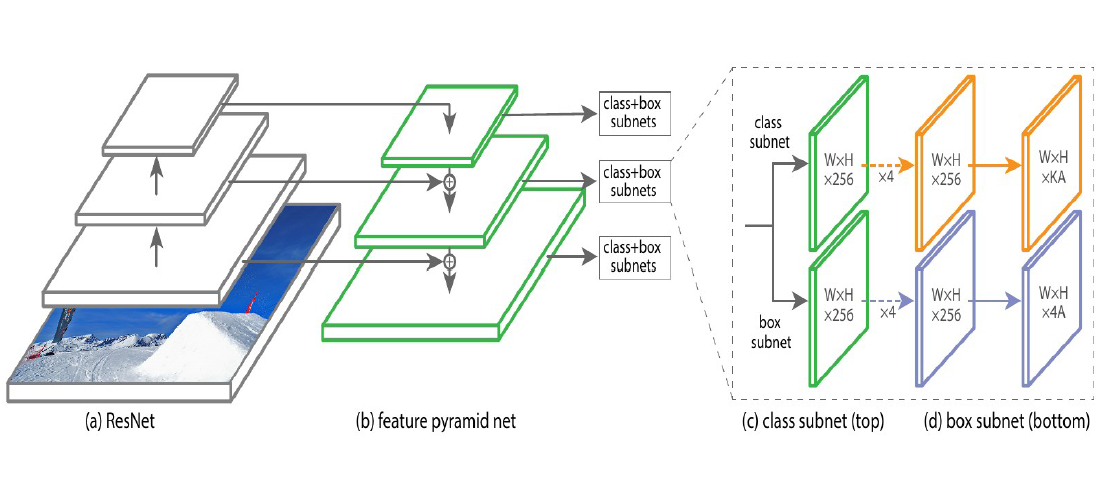 class+box
subnets
class+box
subnets
class+box
subnets
class
subnet
W×H
×256
×4
W×H
×256
W×H
×KA
box
subnet
W×H
×256
×4
W×H
×256
W×H
×4A
(a) ResNet
(b) feature pyramid net
(c) class subnet (top)
(d) box subnet (bottom)